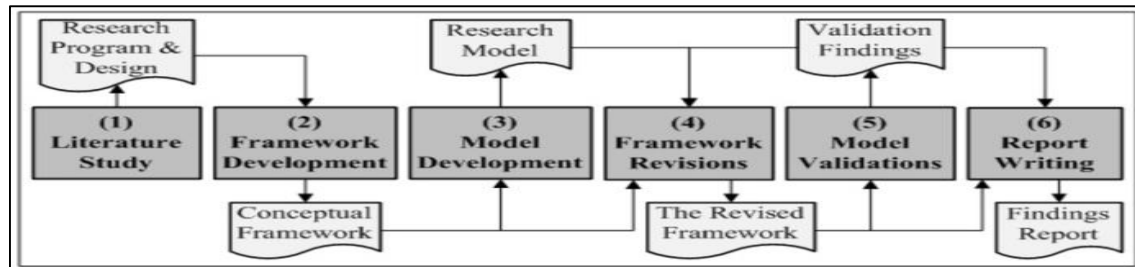 Research
Program &
Design
Research
Model
Validation
Findings
(1)
Literature
Study
(2)
Framework
Development
(3)
Model
Development
(4)
Framework
Revisions
(5)
Model
Validations
(6)
Report
Writing
Conceptual
Framework
The Revised
Framework
Findings
Report